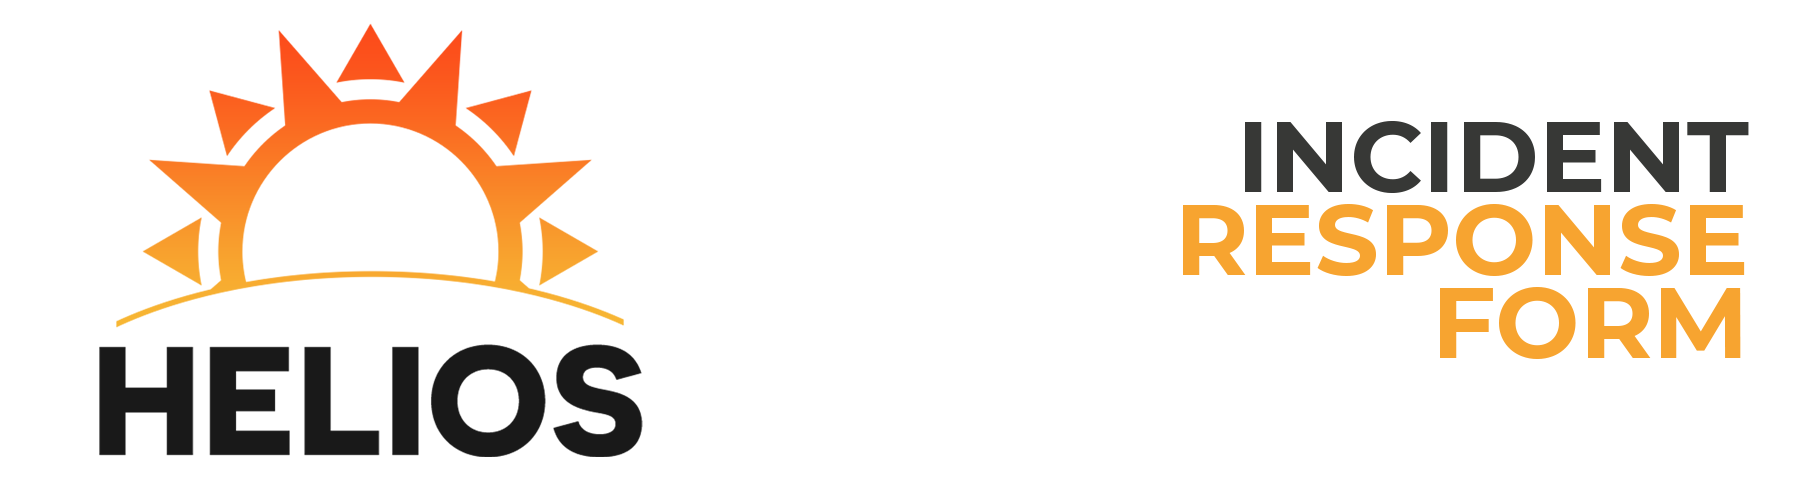 HELIOS
INCIDENT
RESPONSE
FORM